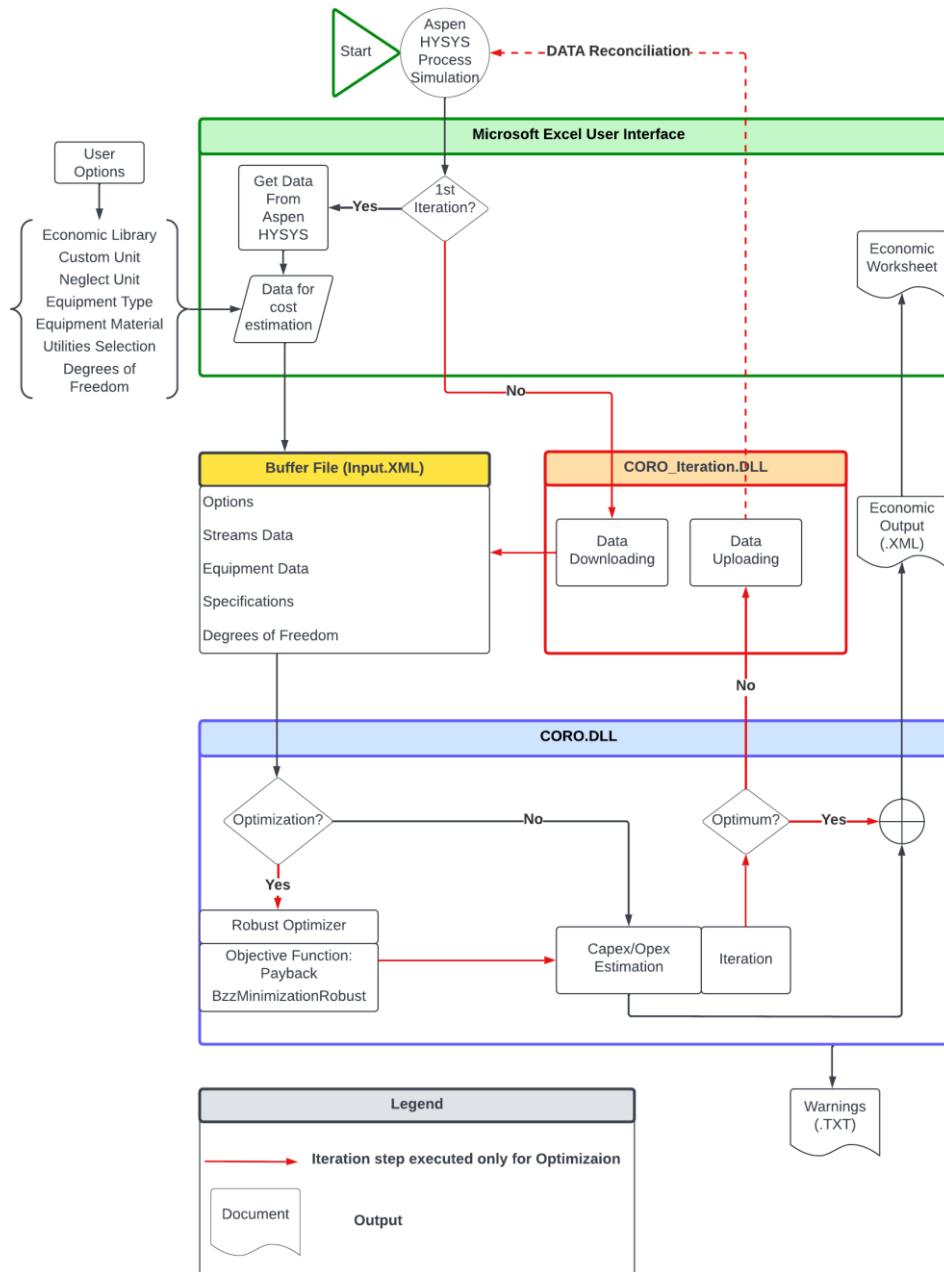 Start
Aspen
HYSYS
Process
Simulation
DATA Reconciliation
Microsoft Excel User Interface
User
Options
Get Data
From
Aspen
HYSYS
Yes
1st
Iteration?
Economic Library
Custom Unit
Neglect Unit
Equipment Type
Equipment Material
Utilities Selection
Degrees of
Freedom
Data for
cost
estimation
Economic
Worksheet
No
Buffer File (Input.XML)
Options
Streams Data
Equipment Data
Specifications
Degrees of Freedom
CORO_Iteration.DLL
Data
Downloading
Data
Uploading
Economic
Output
(.XML)
No
CORO.DLL
Optimization?
No
Optimum?
Yes
Yes
Robust Optimizer
Objective Function:
Payback
BzzMinimizationRobust
Capex/Opex
Estimation
Iteration
Warnings
(.TXT)
Legend
Iteration step executed only for Optimizaion
Document
Output